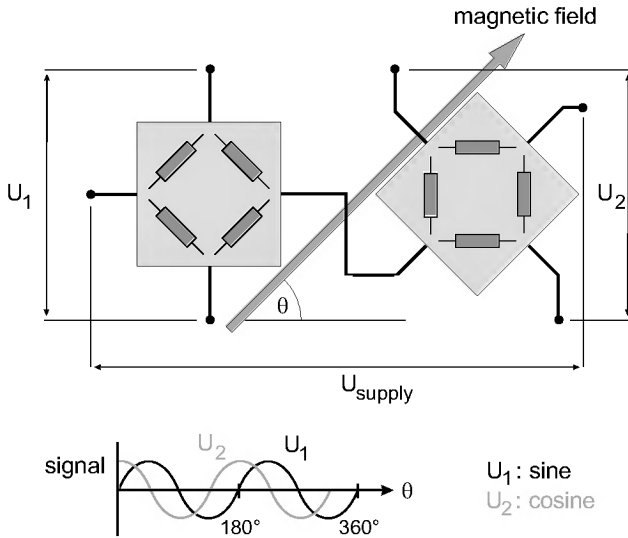 magnetic field
U1
U2
θ
Usupply
signal
U2
U1
θ
180°
360°
U1: sine
U2: cosine